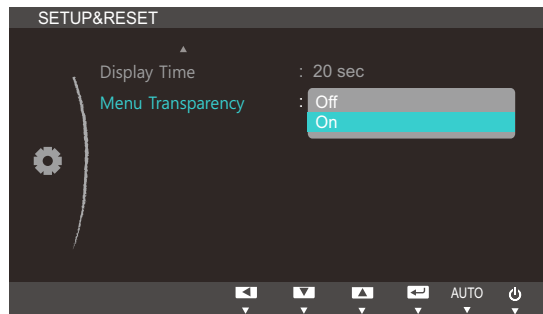 SETUP&RESET
Display Time : 20 sec
Menu Transparency : Off
On
AUTO